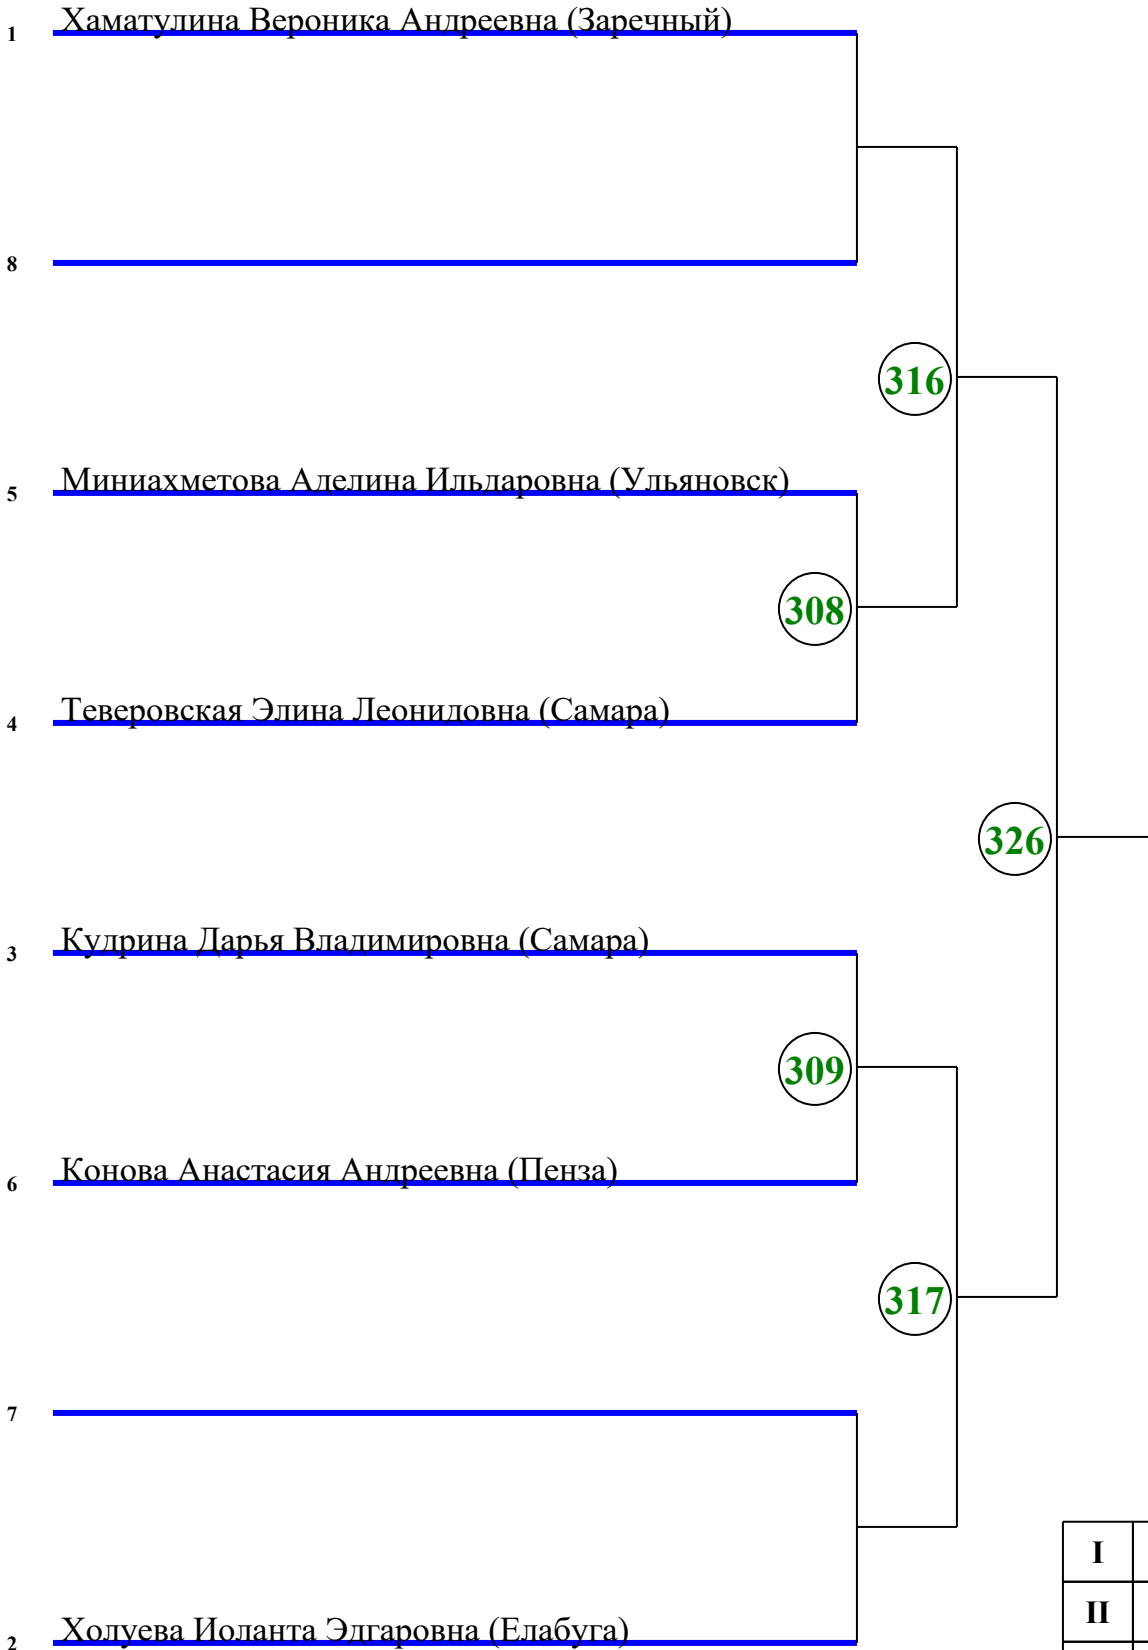 1 Хаматулина Вероника Андреевна (Заречный)
8
316
5 Миниахметова Аделина Ильдаровна (Ульяновск)
308
4 Теверовская Элина Леонидовна (Самара)
326
3 Кудрина Дарья Владимировна (Самара)
309
6 Конова Анастасия Андреевна (Пенза)
317
7
I
II
2 Холуева Иоланта Эдгаровна (Елабуга)